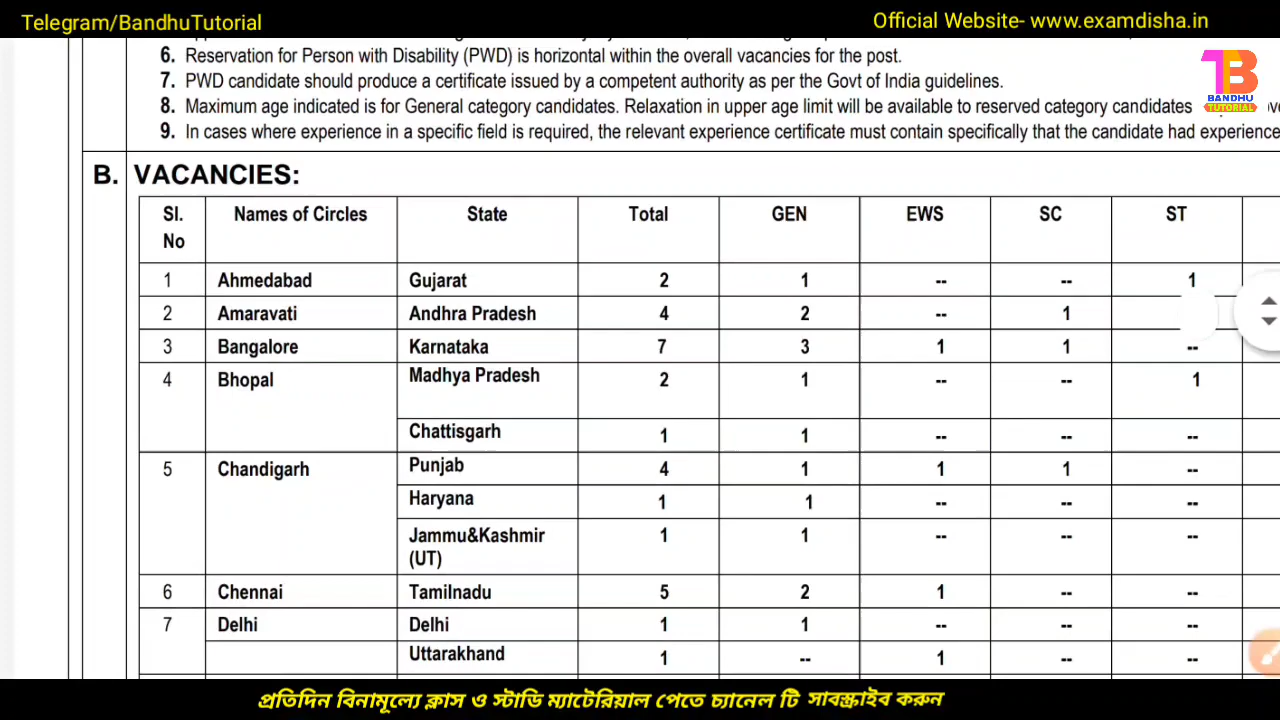 Telegram/BandhuTutorial
Official Website- www.examdisha.in
6. Reservation for Person with Disability (PWD) is horizontal within the overall vacancies for the post.
7. PWD candidate should produce a certificate issued by a competent authority as per the Govt of India guidelines.
8. Maximum age indicated is for General category candidates. Relaxation in upper age limit will be available to reserved category candidates
9. In cases where experience in a specific field is required, the relevant experience certificate must contain specifically that the candidate had experience
TB
BANDHU
TUTORIAL
B. VACANCIES:
Sl. No Names of Circles State Total GEN EWS SC ST
1 Ahmedabad Gujarat 2 1 -- -- 1
2 Amaravati Andhra Pradesh 4 2 -- 1
3 Bangalore Karnataka 7 3 1 1 --
4 Bhopal Madhya Pradesh 2 1 -- -- 1
Chattisgarh 1 1 -- -- --
5 Chandigarh Punjab 4 1 1 1 --
Haryana 1 1 -- -- --
Jammu&Kashmir (UT) 1 1 -- -- --
6 Chennai Tamilnadu 5 2 1 -- --
7 Delhi Delhi 1 1 -- -- --
Uttarakhand 1 -- 1 -- --
প্রতিদিন বিনামূল্যে ক্লাস ও স্টাডি ম্যাটেরিয়াল পেতে চ্যানেল টি সাবস্ক্রাইব করুন